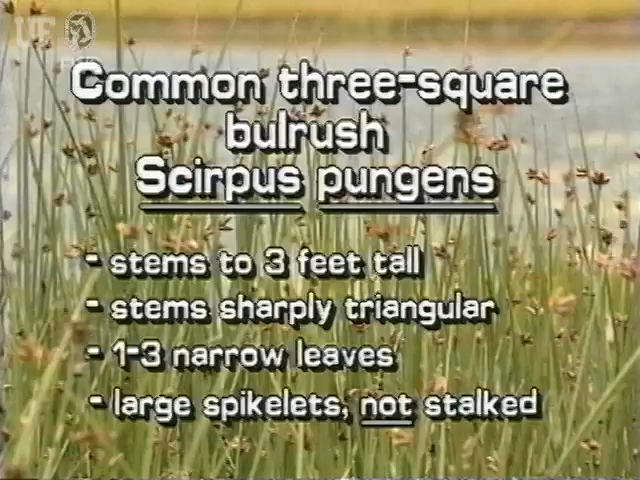 UF
Common three-square
bulrush
Scirpus pungens
- stems to 3 feet tall
- stems sharply triangular
- 1-3 narrow leaves
- large spikelets, not stalked